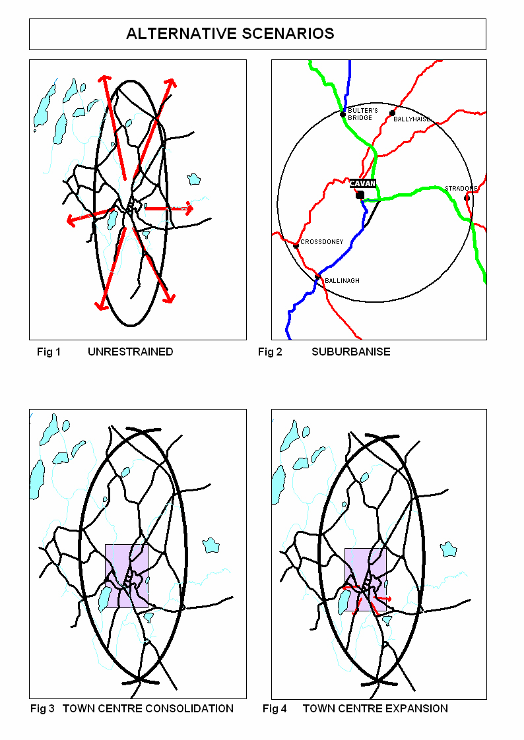 ALTERNATIVE SCENARIOS
Fig 1 UNRESTRAINED
BULTER'S
BRIDGE
BALLYHAISE
CAVAN
STRADONE
CROSSDONEY
BALLINAGH
Fig 2 SUBURBANISE
Fig 3 TOWN CENTRE CONSOLIDATION
Fig 4 TOWN CENTRE EXPANSION